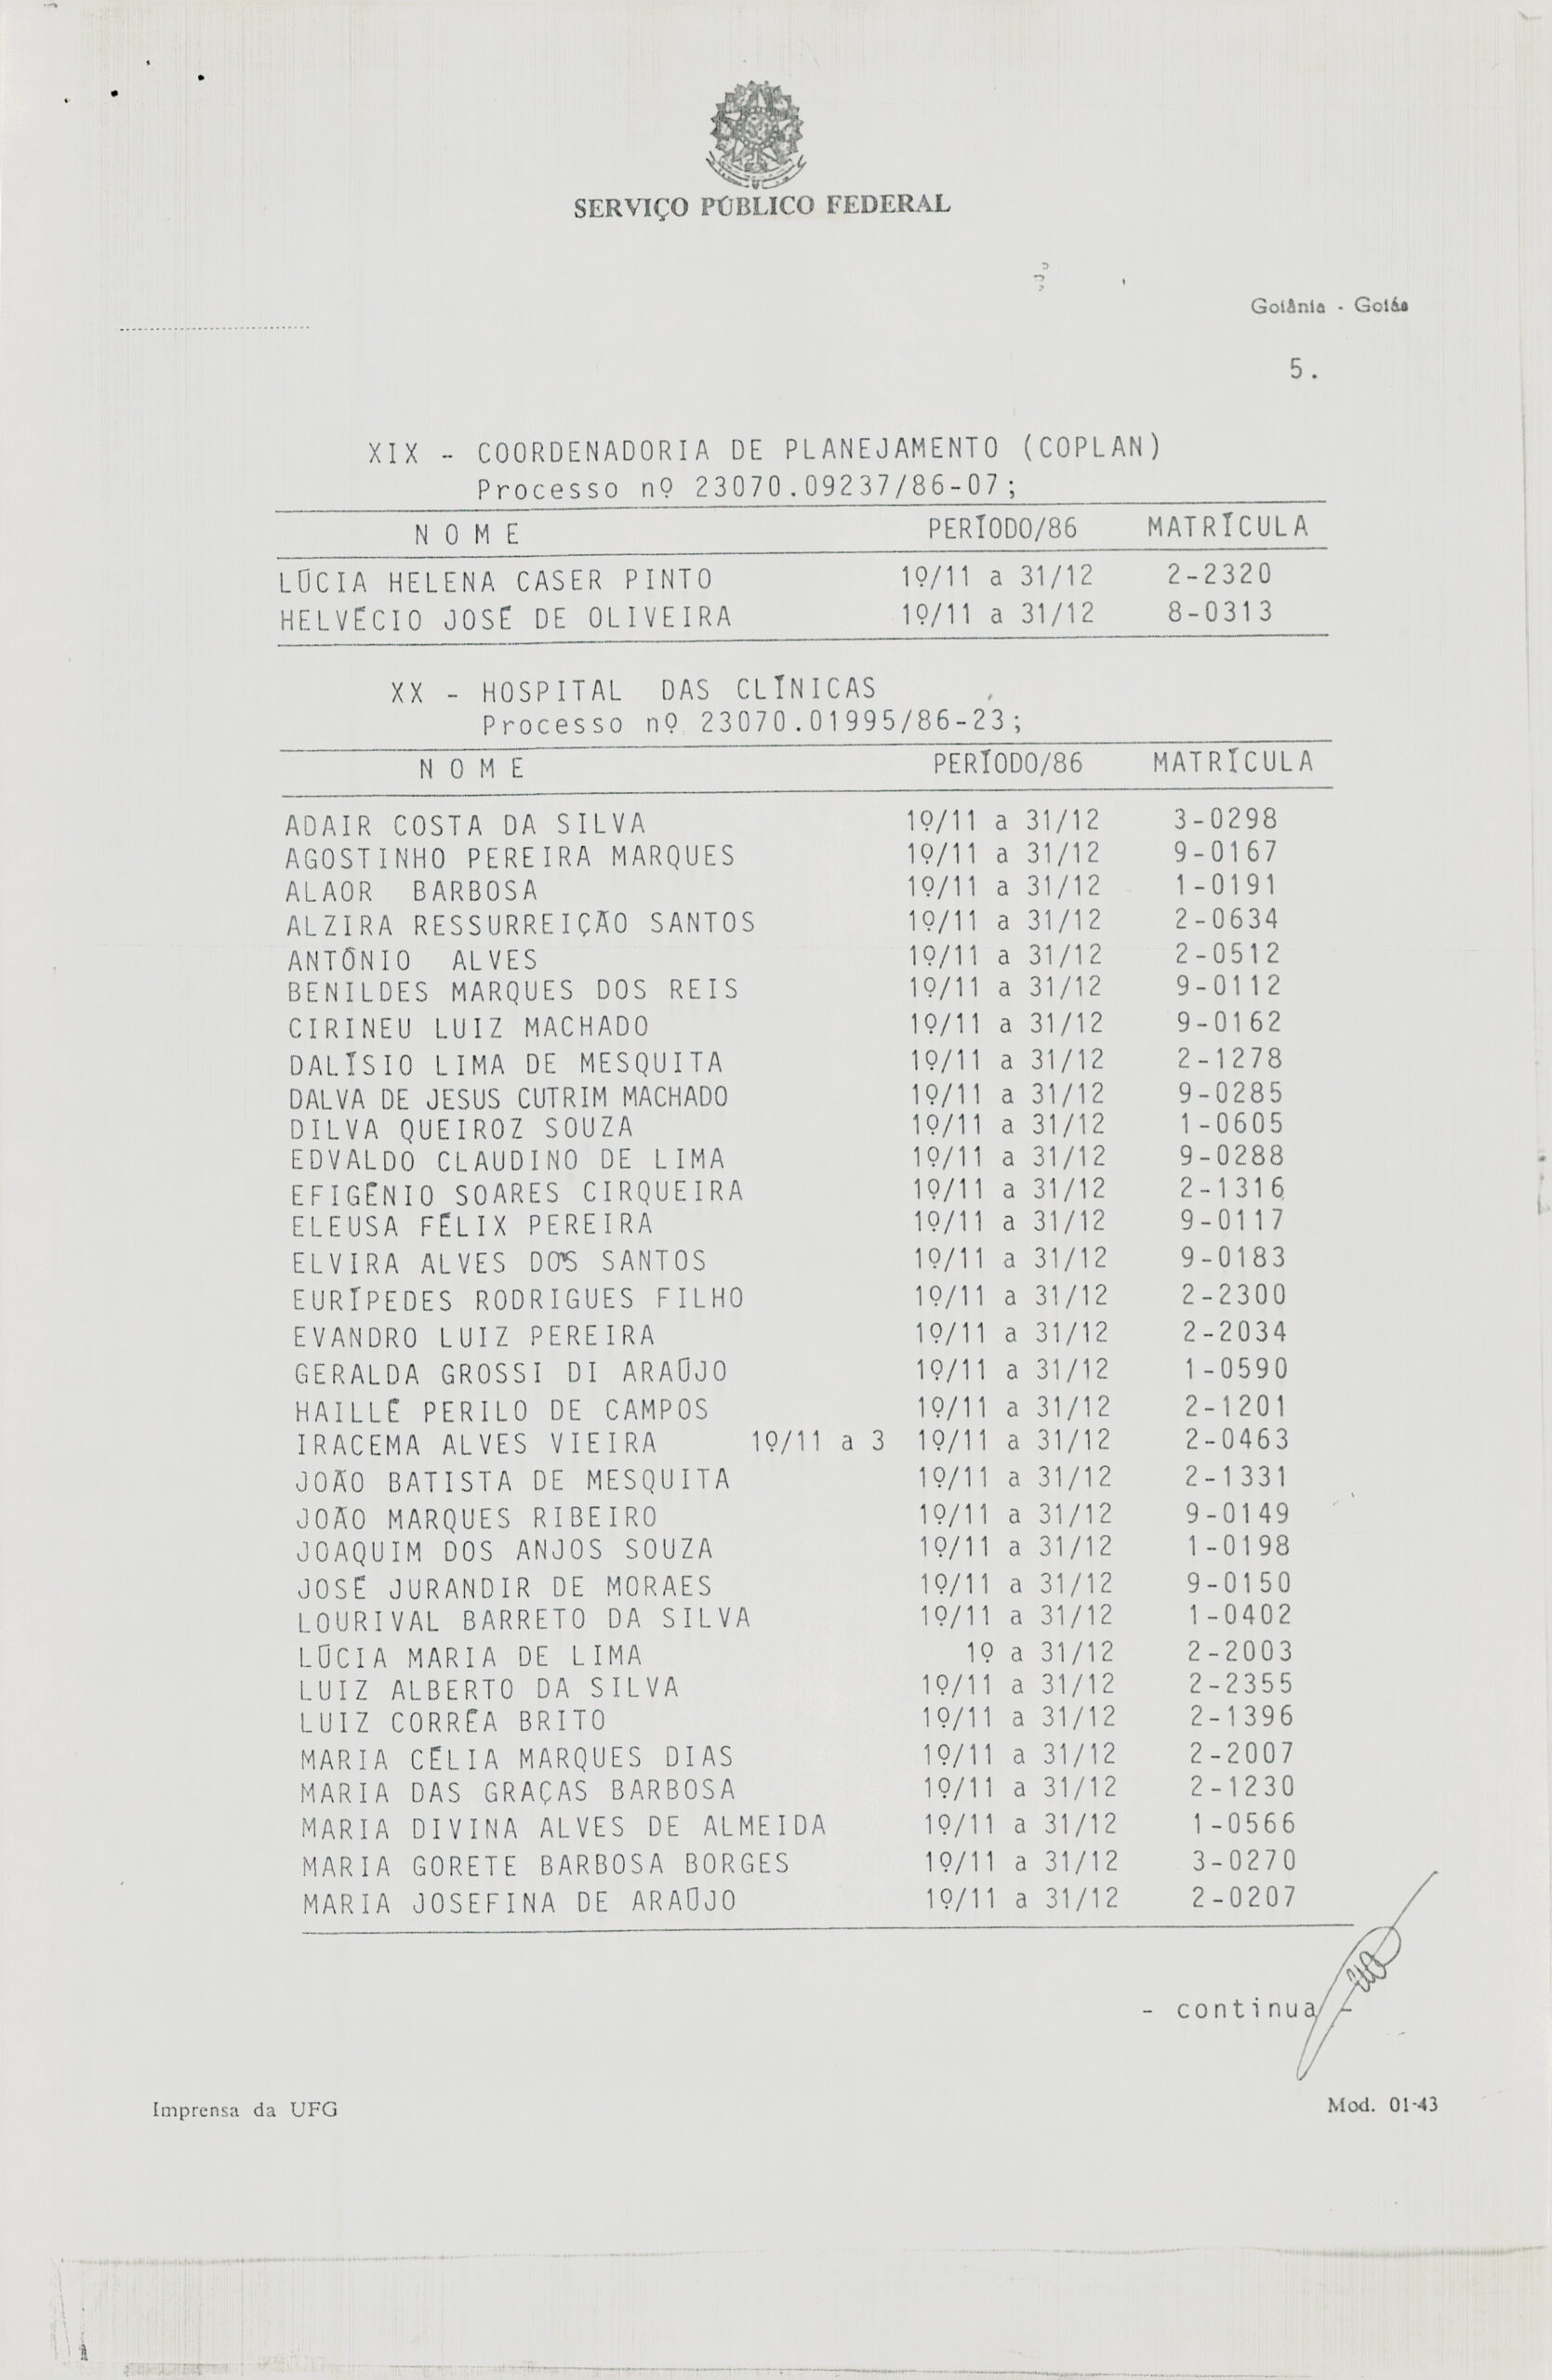 SERVIÇO PÚBLICO FEDERAL
Goiânia - Goiás
5.
XIX - COORDENADORIA DE PLANEJAMENTO (COPLAN)
Processo nº 23070.09237/86-07;
N O M E PERÍODO/86 MATRÍCULA
LÚCIA HELENA CASER PINTO 1º/11 a 31/12 2-2320
HELVÉCIO JOSÉ DE OLIVEIRA 1º/11 a 31/12 8-0313
XX - HOSPITAL DAS CLÍNICAS
Processo nº 23070.01995/86-23;
N O M E PERÍODO/86 MATRÍCULA
ADAIR COSTA DA SILVA 1º/11 a 31/12 3-0298
AGOSTINHO PEREIRA MARQUES 1º/11 a 31/12 9-0167
ALAOR BARBOSA 1º/11 a 31/12 1-0191
ALZIRA RESSURREIÇÃO SANTOS 1º/11 a 31/12 2-0634
ANTÔNIO ALVES 1º/11 a 31/12 2-0512
BENILDES MARQUES DOS REIS 1º/11 a 31/12 9-0112
CIRINEU LUIZ MACHADO 1º/11 a 31/12 9-0162
DALÍSIO LIMA DE MESQUITA 1º/11 a 31/12 2-1278
DALVA DE JESUS CUTRIM MACHADO 1º/11 a 31/12 9-0285
DILVA QUEIROZ SOUZA 1º/11 a 31/12 1-0605
EDVALDO CLAUDINO DE LIMA 1º/11 a 31/12 9-0288
EFIGÊNIO SOARES CIRQUEIRA 1º/11 a 31/12 2-1316
ELEUSA FÉLIX PEREIRA 1º/11 a 31/12 9-0117
ELVIRA ALVES DOS SANTOS 1º/11 a 31/12 9-0183
EURÍPEDES RODRIGUES FILHO 1º/11 a 31/12 2-2300
EVANDRO LUIZ PEREIRA 1º/11 a 31/12 2-2034
GERALDA GROSSI DI ARAÚJO 1º/11 a 31/12 1-0590
HAILLÉ PERILO DE CAMPOS 1º/11 a 31/12 2-1201
IRACEMA ALVES VIEIRA 1º/11 a 3 1º/11 a 31/12 2-0463
JOÃO BATISTA DE MESQUITA 1º/11 a 31/12 2-1331
JOÃO MARQUES RIBEIRO 1º/11 a 31/12 9-0149
JOAQUIM DOS ANJOS SOUZA 1º/11 a 31/12 1-0198
JOSÉ JURANDIR DE MORAES 1º/11 a 31/12 9-0150
LOURIVAL BARRETO DA SILVA 1º/11 a 31/12 1-0402
LÚCIA MARIA DE LIMA 1º a 31/12 2-2003
LUIZ ALBERTO DA SILVA 1º/11 a 31/12 2-2355
LUIZ CORRÊA BRITO 1º/11 a 31/12 2-1396
MARIA CÉLIA MARQUES DIAS 1º/11 a 31/12 2-2007
MARIA DAS GRAÇAS BARBOSA 1º/11 a 31/12 2-1230
MARIA DIVINA ALVES DE ALMEIDA 1º/11 a 31/12 1-0566
MARIA GORETE BARBOSA BORGES 1º/11 a 31/12 3-0270
MARIA JOSEFINA DE ARAÚJO 1º/11 a 31/12 2-0207
- continua -
Imprensa da UFG Mod. 01-43